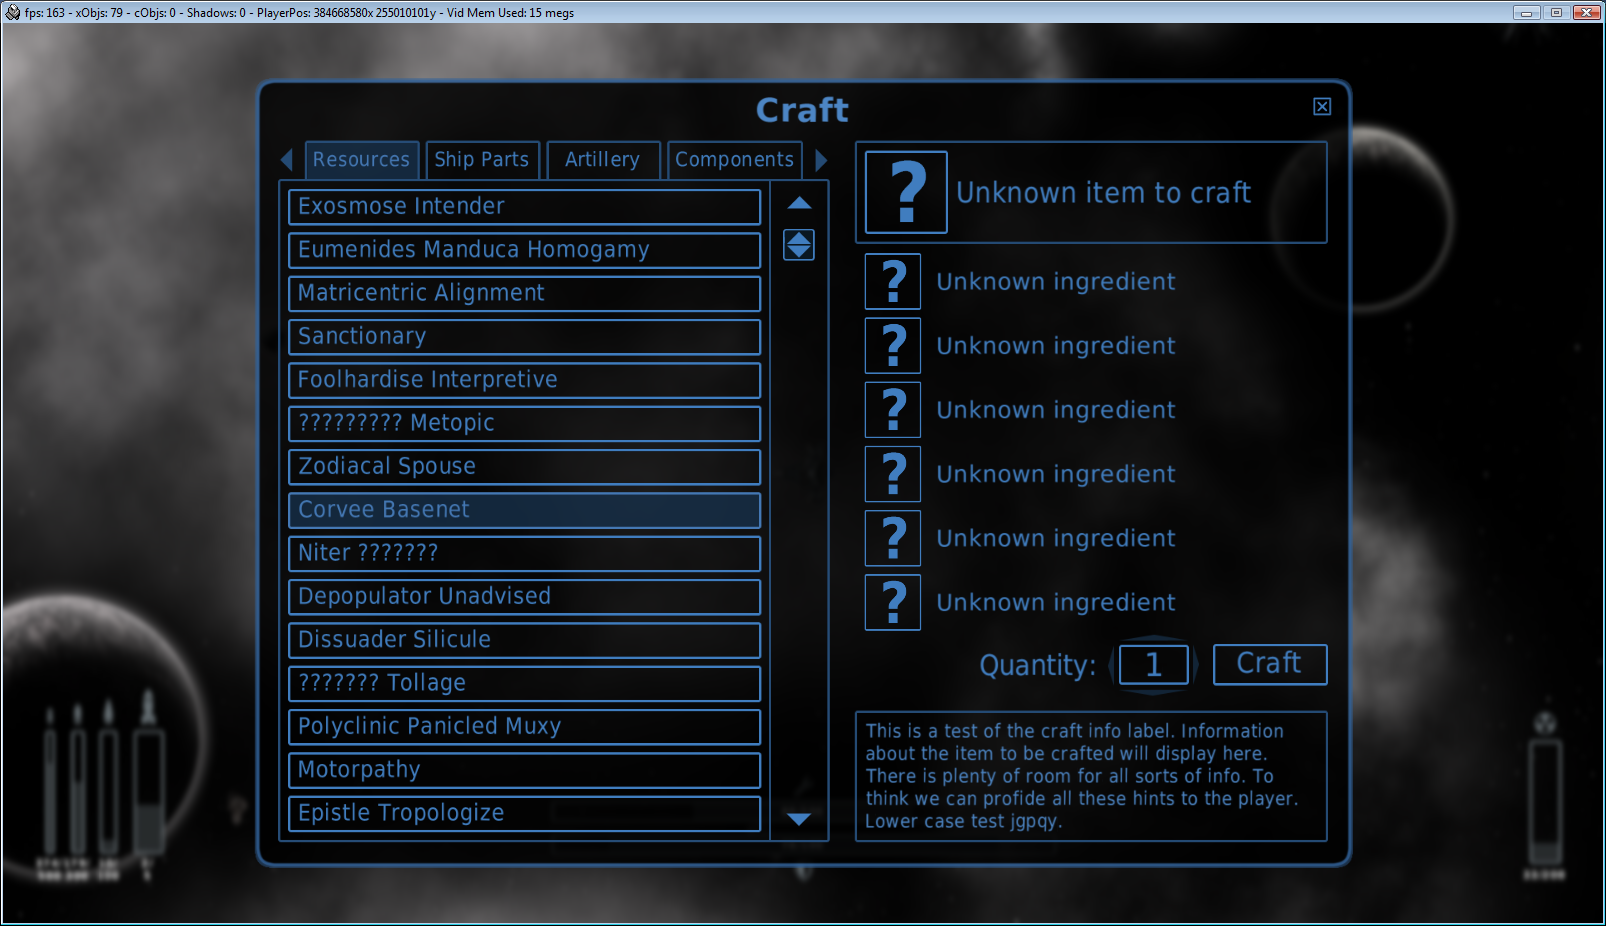 fps: 163 - xObjs: 79 - cObjs: 0 - Shadows: 0 - PlayerPos: 384668580x 255010101y - Vid Mem Used: 15 megs
Craft
Resources
Ship Parts
Artillery
Components
Exosmose Intender
Eumenides Manduca Homogamy
Matricentric Alignment
Sanctionary
Foolhardise Interpretive
????????? Metopic
Zodiacal Spouse
Corvee Basenet
Niter ???????
Depopulator Unadvised
Dissuader Silicule
??????? Tollage
Polyclinic Panicled Muxy
Motorpathy
Epistle Tropologize
? Unknown item to craft
? Unknown ingredient
? Unknown ingredient
? Unknown ingredient
? Unknown ingredient
? Unknown ingredient
? Unknown ingredient
Quantity: 1 Craft
This is a test of the craft info label. Information
about the item to be crafted will display here.
There is plenty of room for all sorts of info. To
think we can profide all these hints to the player.
Lower case test jgpqy.